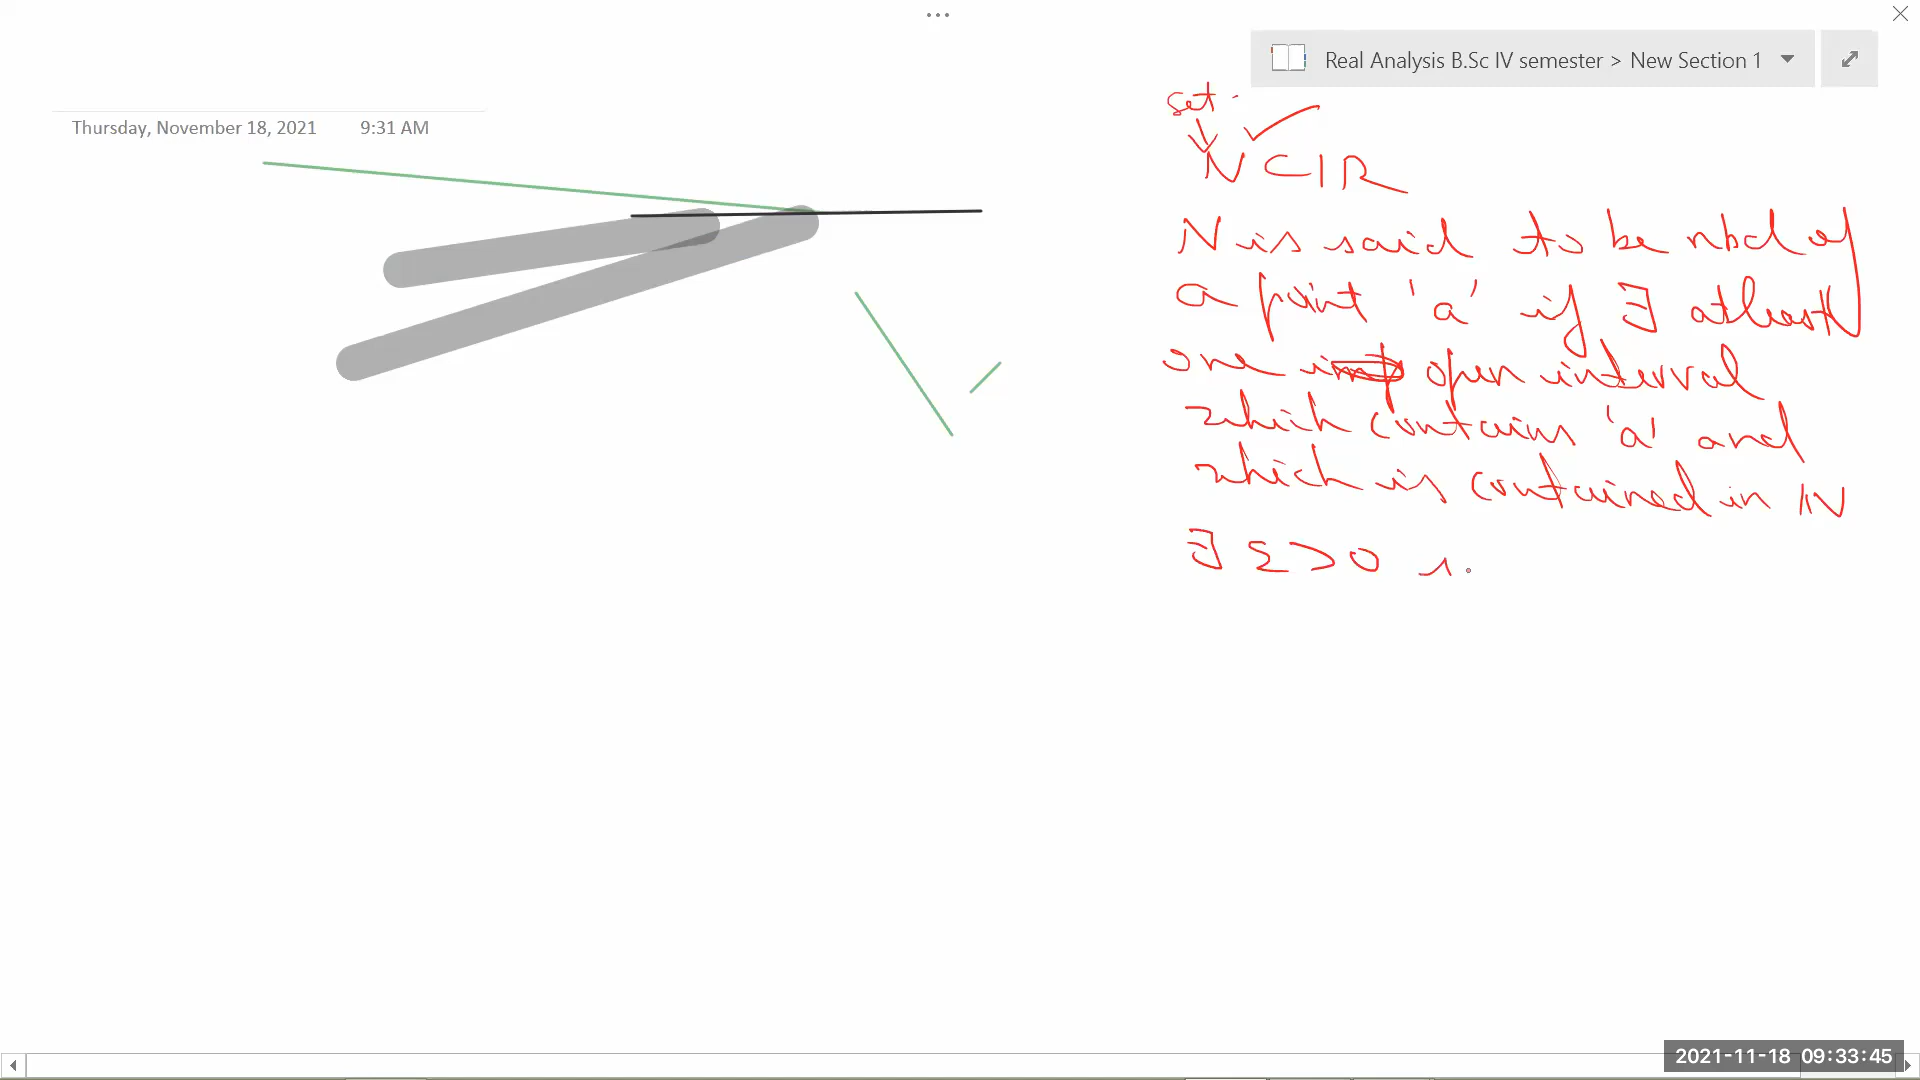 Real Analysis B.Sc IV semester > New Section 1
Thursday, November 18, 2021 9:31 AM
set
N ⊂ IR
N is said to be nbd of
a point 'a' if ∃ atleast
one open interval
which contains 'a' and
which is contained in N
∃ ε > 0
2021-11-18 09:33:45